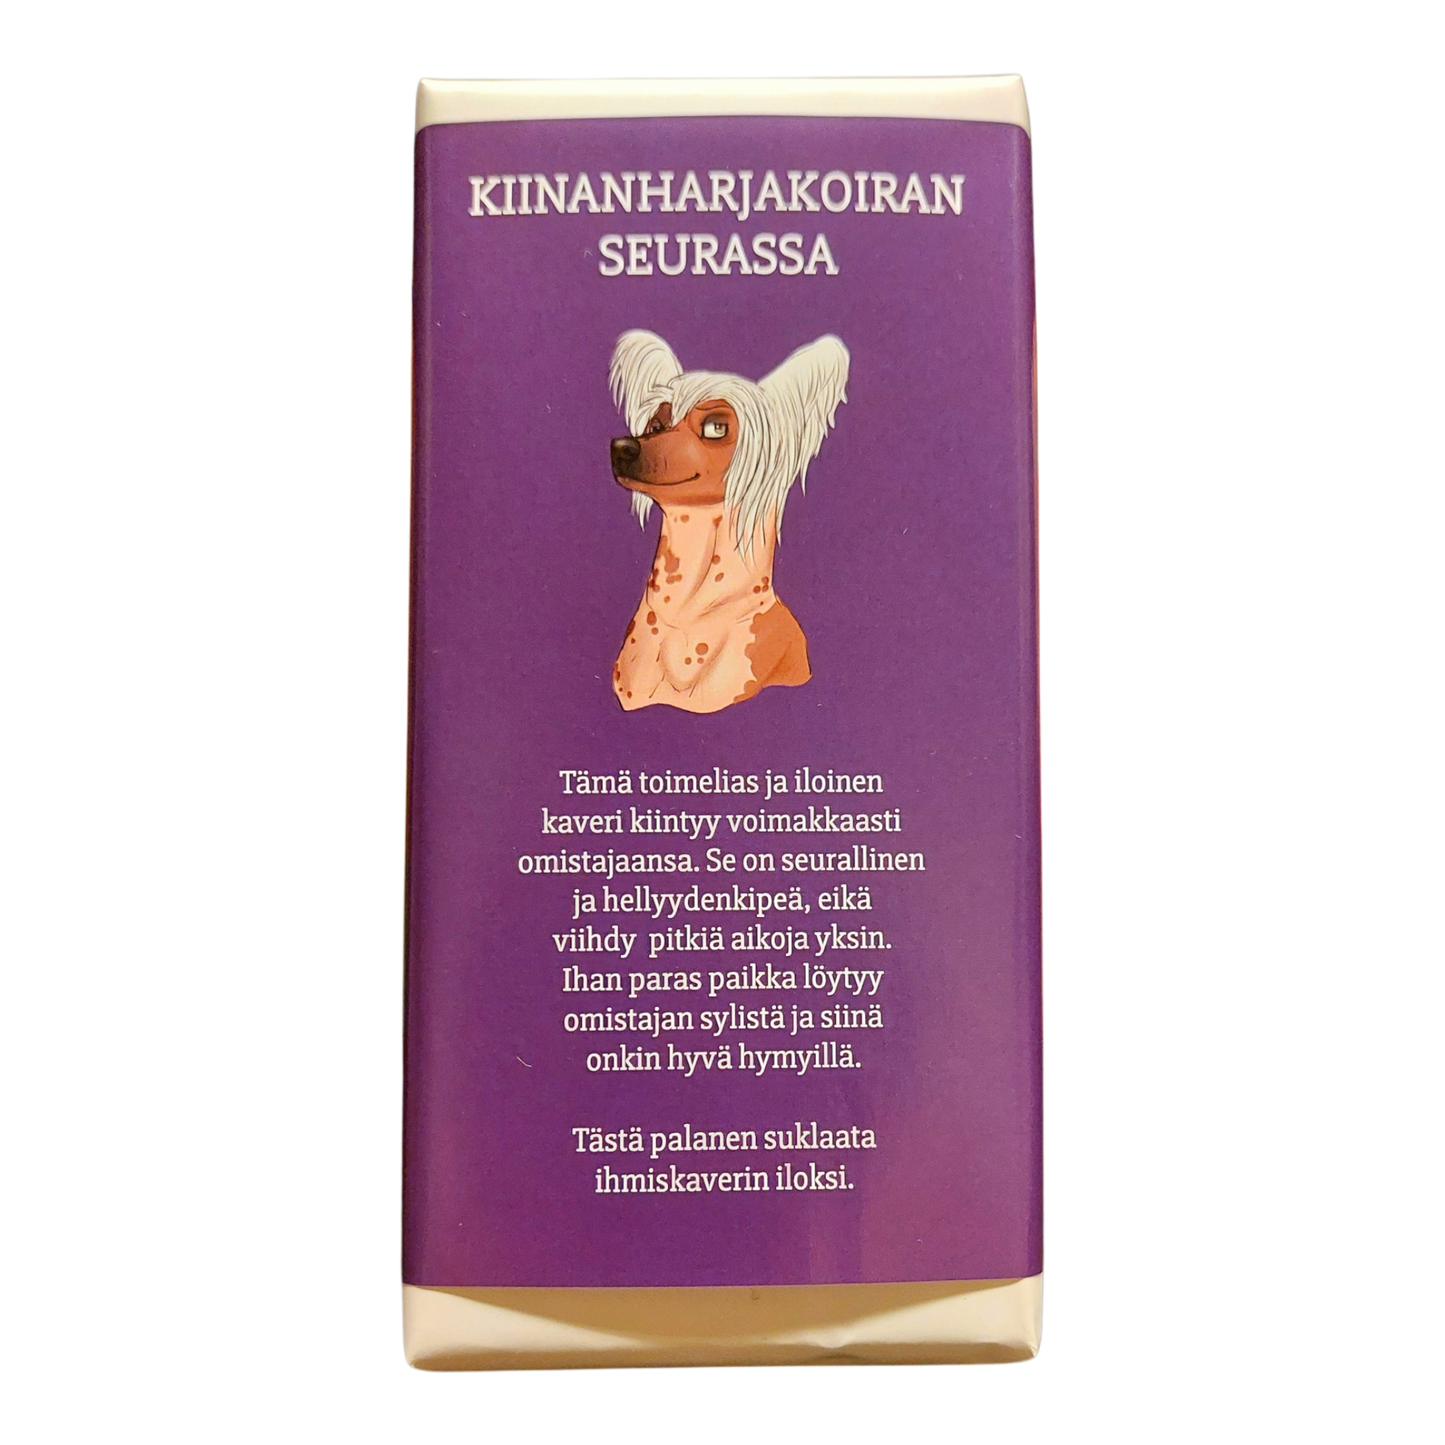 KIINANHARJAKOIRAN
SEURASSA
Tämä toimelias ja iloinen
kaveri kiintyy voimakkaasti
omistajaansa. Se on seurallinen
ja hellyydenkipeä, eikä
viihdy pitkiä aikoja yksin.
Ihan paras paikka löytyy
omistajan sylistä ja siinä
onkin hyvä hymyillä.
Tästä palanen suklaata
ihmiskaverin iloksi.